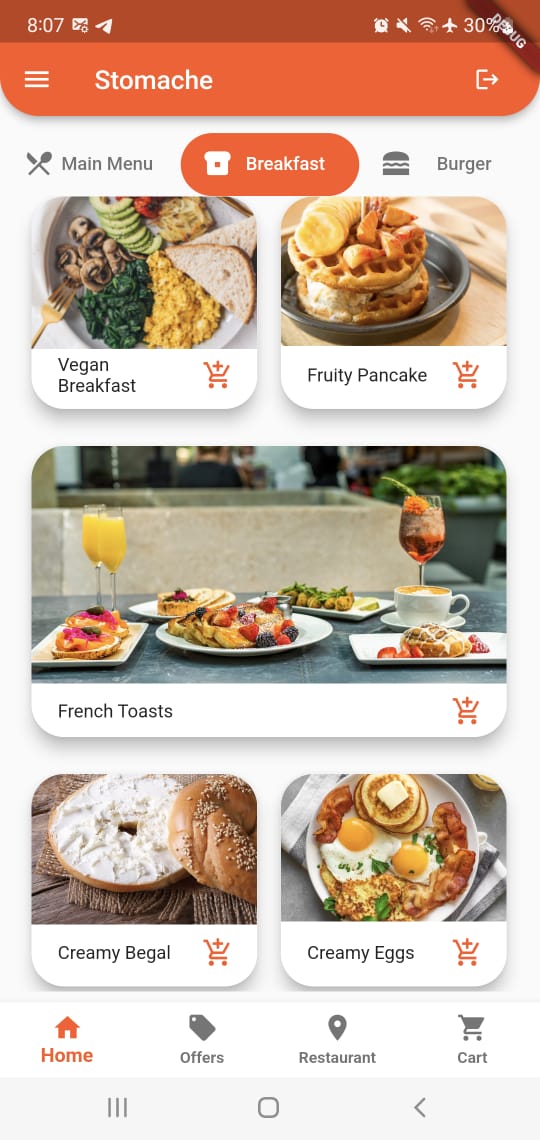 8:07
30%
DEBUG
Stomache
Main Menu
Breakfast
Burger
Vegan
Breakfast
Fruity Pancake
French Toasts
Creamy Begal
Creamy Eggs
Home
Offers
Restaurant
Cart